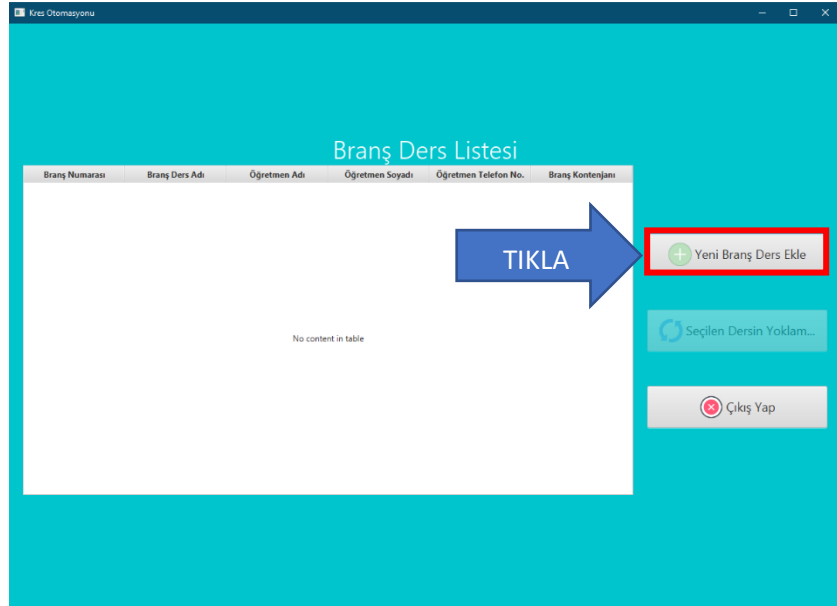 Kres Otomasyonu
Branş Ders Listesi
Branş Numarası Branş Ders Adı Öğretmen Adı Öğretmen Soyadı Öğretmen Telefon No. Branş Kontenjanı
TIKLA
Yeni Branş Ders Ekle
Seçilen Dersin Yoklam...
No content in table
Çıkış Yap